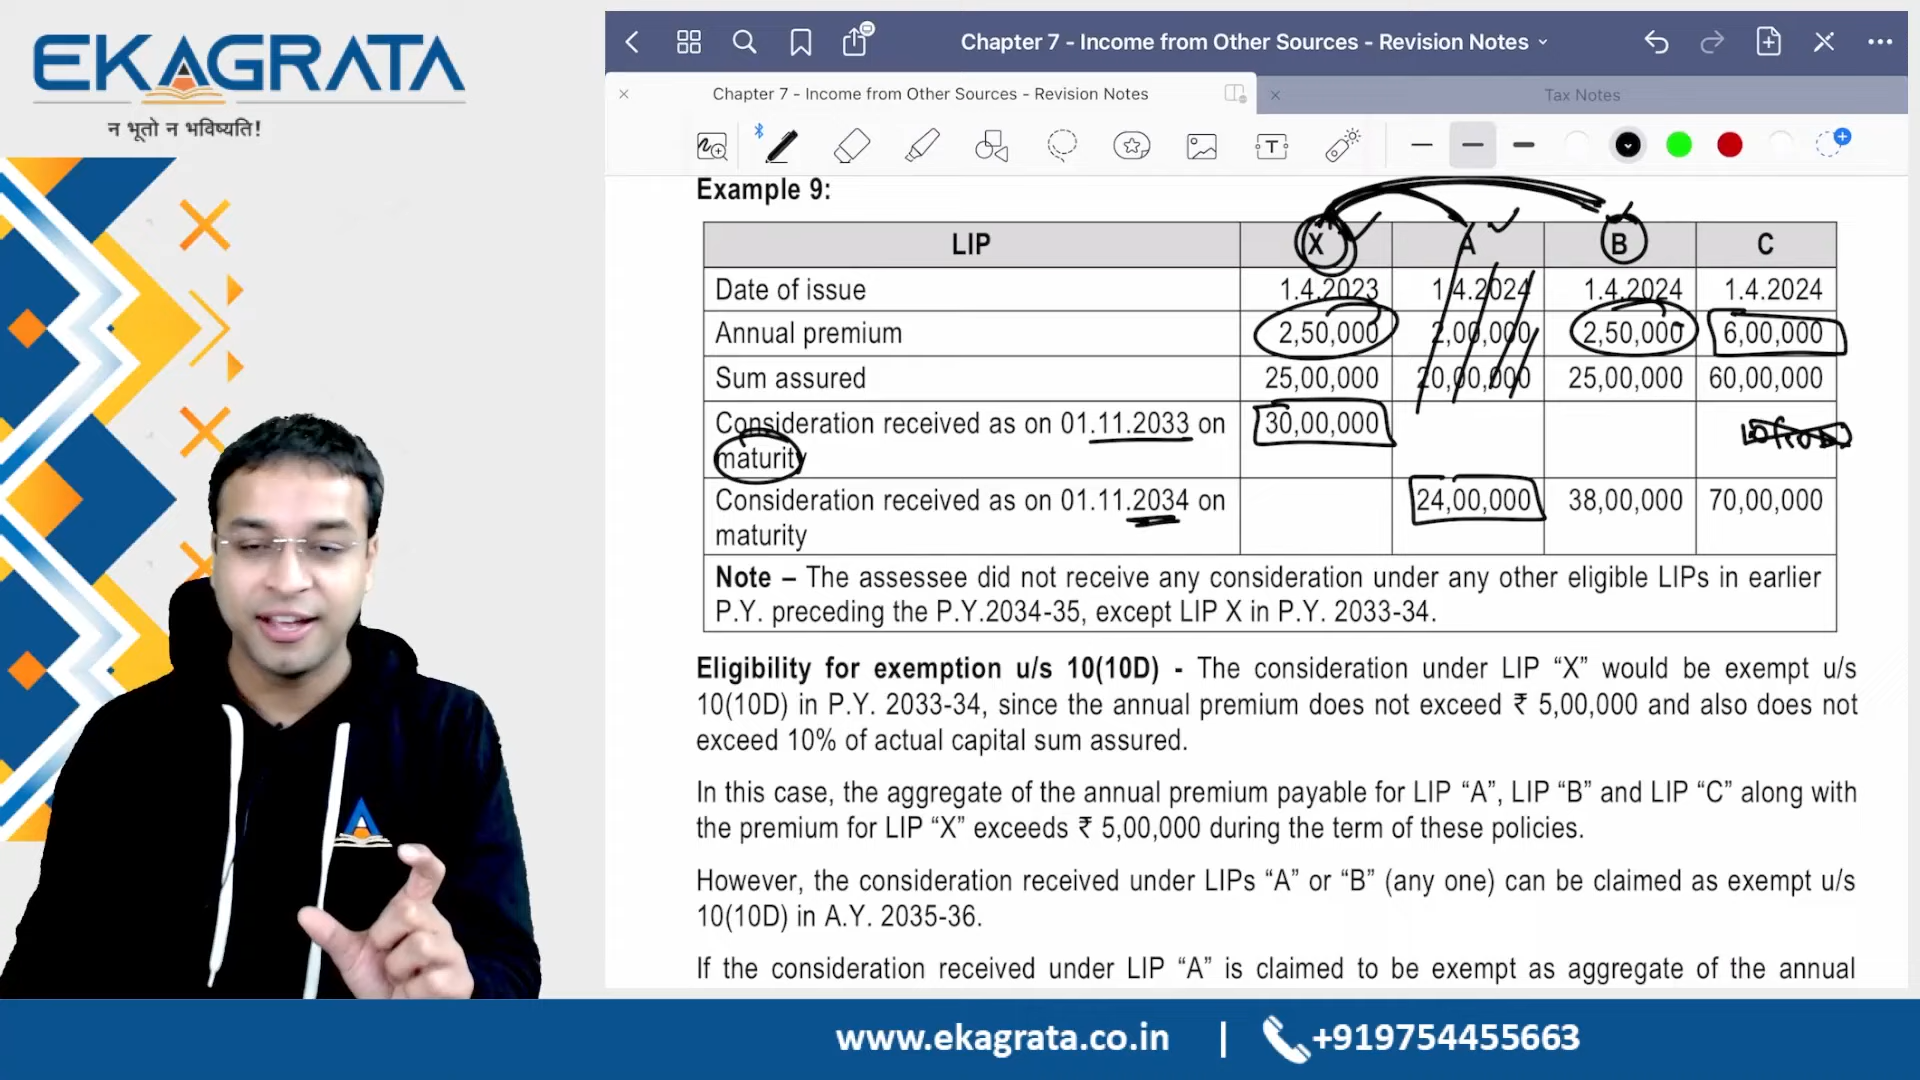 EKAGRATA
न भूतो न भविष्यति!
Chapter 7 - Income from Other Sources - Revision Notes
Chapter 7 - Income from Other Sources - Revision Notes
Tax Notes
Example 9:
LIP X A B C
Date of issue 1.4.2023 1.4.2024 1.4.2024 1.4.2024
Annual premium 2,50,000 2,00,000 2,50,000 6,00,000
Sum assured 25,00,000 20,00,000 25,00,000 60,00,000
Consideration received as on 01.11.2033 on 30,00,000
maturity
Consideration received as on 01.11.2034 on 24,00,000 38,00,000 70,00,000
maturity
Note – The assessee did not receive any consideration under any other eligible LIPs in earlier
P.Y. preceding the P.Y.2034-35, except LIP X in P.Y. 2033-34.
Eligibility for exemption u/s 10(10D) - The consideration under LIP “X” would be exempt u/s
10(10D) in P.Y. 2033-34, since the annual premium does not exceed ₹ 5,00,000 and also does not
exceed 10% of actual capital sum assured.
In this case, the aggregate of the annual premium payable for LIP “A”, LIP “B” and LIP “C” along with
the premium for LIP “X” exceeds ₹ 5,00,000 during the term of these policies.
However, the consideration received under LIPs “A” or “B” (any one) can be claimed as exempt u/s
10(10D) in A.Y. 2035-36.
If the consideration received under LIP “A” is claimed to be exempt as aggregate of the annual
www.ekagrata.co.in | +919754455663